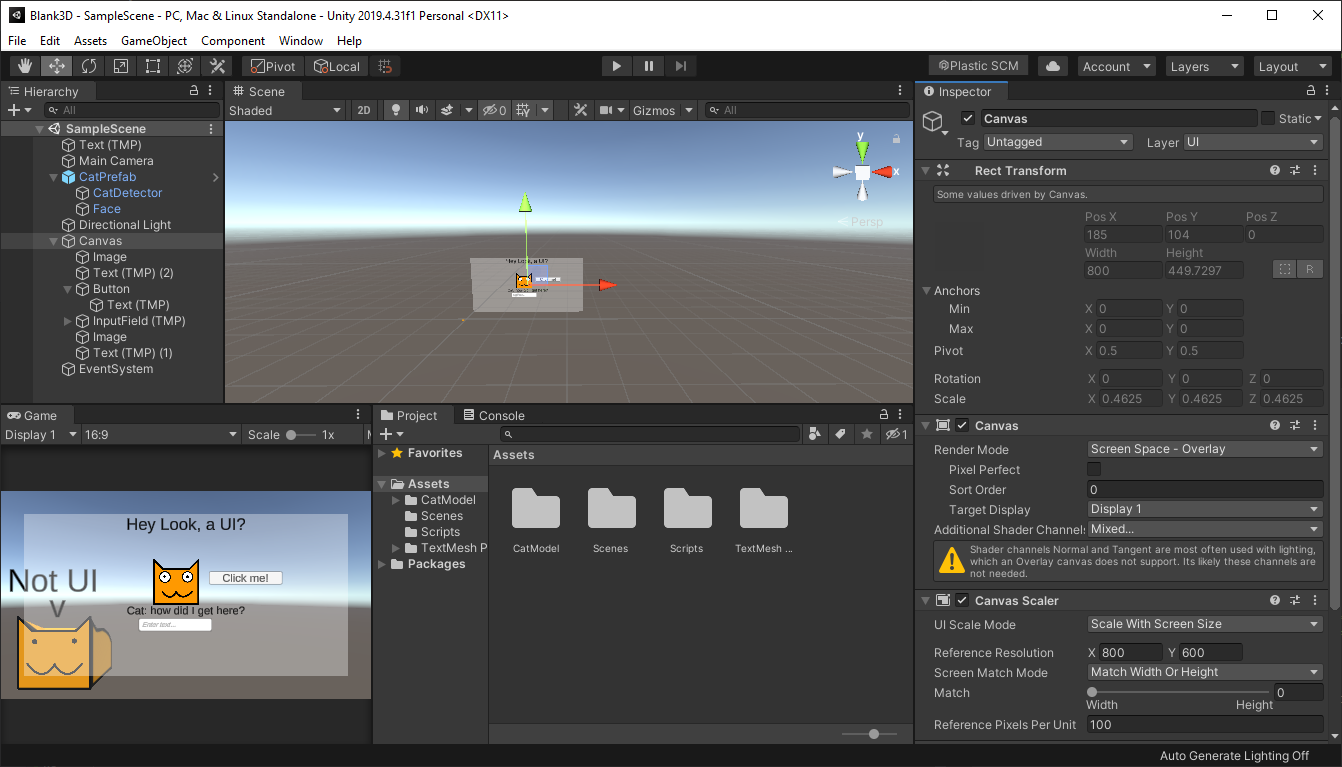 Blank3D - SampleScene - PC, Mac & Linux Standalone - Unity 2019.4.31f1 Personal <DX11>
File Edit Assets GameObject Component Window Help
Pivot Local Plastic SCM Account Layers Layout
Hierarchy
All
SampleScene
Text (TMP)
Main Camera
CatPrefab
CatDetector
Face
Directional Light
Canvas
Image
Text (TMP) (2)
Button
Text (TMP)
InputField (TMP)
Image
Text (TMP) (1)
EventSystem
Scene
Shaded 2D 0 Gizmos All
y
x
Persp
Hey Look, a UI?
Cat: how did I get here?
Game
Display 1 16:9 Scale 1x
Hey Look, a UI?
Not UI
V
Click me!
Cat: how did I get here?
Enter text...
Project Console
1
Favorites
Assets
CatModel
Scenes
Scripts
TextMesh P
Packages
Assets
CatModel Scenes Scripts TextMesh ...
Inspector
Canvas Static
Tag Untagged Layer UI
Rect Transform
Some values driven by Canvas.
Pos X Pos Y Pos Z
185 104 0
Width Height
800 449.7297 R
Anchors
Min X 0 Y 0
Max X 0 Y 0
Pivot X 0.5 Y 0.5
Rotation X 0 Y 0 Z 0
Scale X 0.4625 Y 0.4625 Z 0.4625
Canvas
Render Mode Screen Space - Overlay
Pixel Perfect
Sort Order 0
Target Display Display 1
Additional Shader Channels Mixed...
Shader channels Normal and Tangent are most often used with lighting,
which an Overlay canvas does not support. Its likely these channels are
not needed.
Canvas Scaler
UI Scale Mode Scale With Screen Size
Reference Resolution X 800 Y 600
Screen Match Mode Match Width Or Height
Match 0
Width Height
Reference Pixels Per Unit 100
Auto Generate Lighting Off